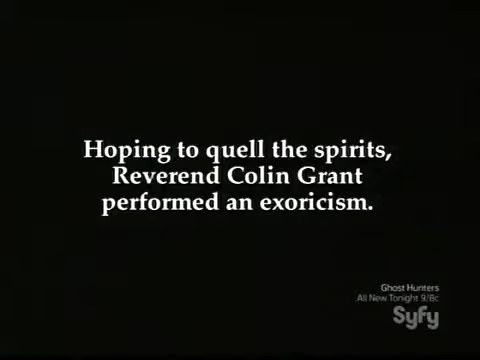 Hoping to quell the spirits,
Reverend Colin Grant
performed an exoricism.
Ghost Hunters
All New Tonight 9/8c
Syfy